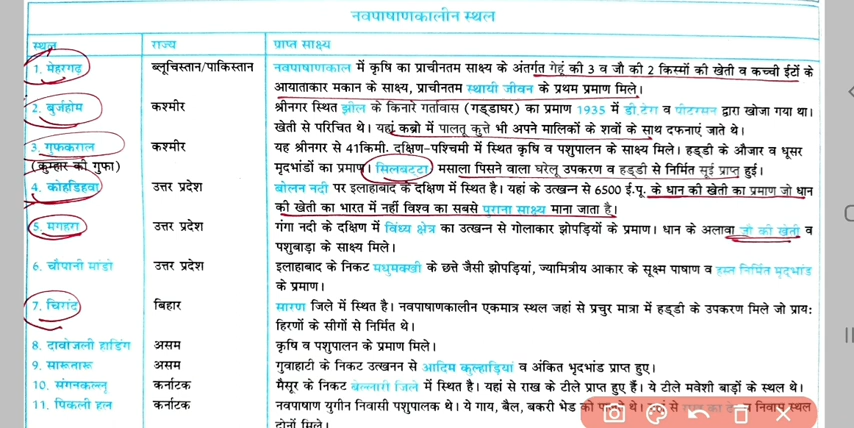 नवपाषाणकालीन स्थल
स्थल राज्य प्राप्त साक्ष्य
1. मेहरगढ़ ब्लूचिस्तान/पाकिस्तान नवपाषाणकाल में कृषि का प्राचीनतम साक्ष्य के अंतर्गत गेहूं की 3 व जौ की 2 किस्मों की खेती व कच्ची ईंटों के
आयाताकार मकान के साक्ष्य, प्राचीनतम स्थायी जीवन के प्रथम प्रमाण मिले।
2. बुर्जहोम कश्मीर श्रीनगर स्थित झील के किनारे गर्तावास (गड्डाघर) का प्रमाण 1935 में डी.टेरा व पीटरमन द्वारा खोजा गया था।
खेती से परिचित थे। यहां कब्रो में पालतू कुत्ते भी अपने मालिकों के शवों के साथ दफनाएं जाते थे।
3. गुफकराल कश्मीर यह श्रीनगर से 41किमी. दक्षिण-पश्चिमी में स्थित कृषि व पशुपालन के साक्ष्य मिले। हड्डी के औजार व धूसर
(कुम्हार की गुफा) मृदभांडों का प्रमाण। सिलबट्टा मसाला पिसने वाला घरेलू उपकरण व हड्डी से निर्मित सूई प्राप्त हुई।
4. कोहडिहवा उत्तर प्रदेश बोलन नदी पर इलाहाबाद के दक्षिण में स्थित है। यहां के उत्खनन से 6500 ई.पू. के धान की खेती का प्रमाण जो धान
की खेती का भारत में नहीं विश्व का सबसे पुराना साक्ष्य माना जाता है।
5. मगहरा उत्तर प्रदेश गंगा नदी के दक्षिण में विंध्य क्षेत्र का उत्खनन से गोलाकार झोपड़ियों के प्रमाण। धान के अलावा जौ की खेती व
पशुबाड़ा के साक्ष्य मिले।
6. चौपानी मांडो उत्तर प्रदेश इलाहाबाद के निकट मधुमक्खी के छत्ते जैसी झोपड़ियां, ज्यामित्रीय आकार के सूक्ष्म पाषाण व हस्त निर्मित मृदभांड
के प्रमाण।
7. चिरांद बिहार सारण जिले में स्थित है। नवपाषाणकालीन एकमात्र स्थल जहां से प्रचुर मात्रा में हड्डी के उपकरण मिले जो प्रायः
हिरणों के सीगों से निर्मित थे।
8. दावोजली हाडिंग असम कृषि व पशुपालन के प्रमाण मिले।
9. सारूतारू असम गुवाहाटी के निकट उत्खनन से आदिम कुल्हाड़ियां व अंकित भृदभांड प्राप्त हुए।
10. संगनकल्लू कर्नाटक मैसूर के निकट बेल्लारी जिले में स्थित है। यहां से राख के टीले प्राप्त हुए हैं। ये टीले मवेशी बाड़ों के स्थल थे।
11. पिकली हल कर्नाटक नवपाषाण युगीन निवासी पशुपालक थे। ये गाय, बैल, बकरी भेड को से निवास स्थल
दोनों मिले।